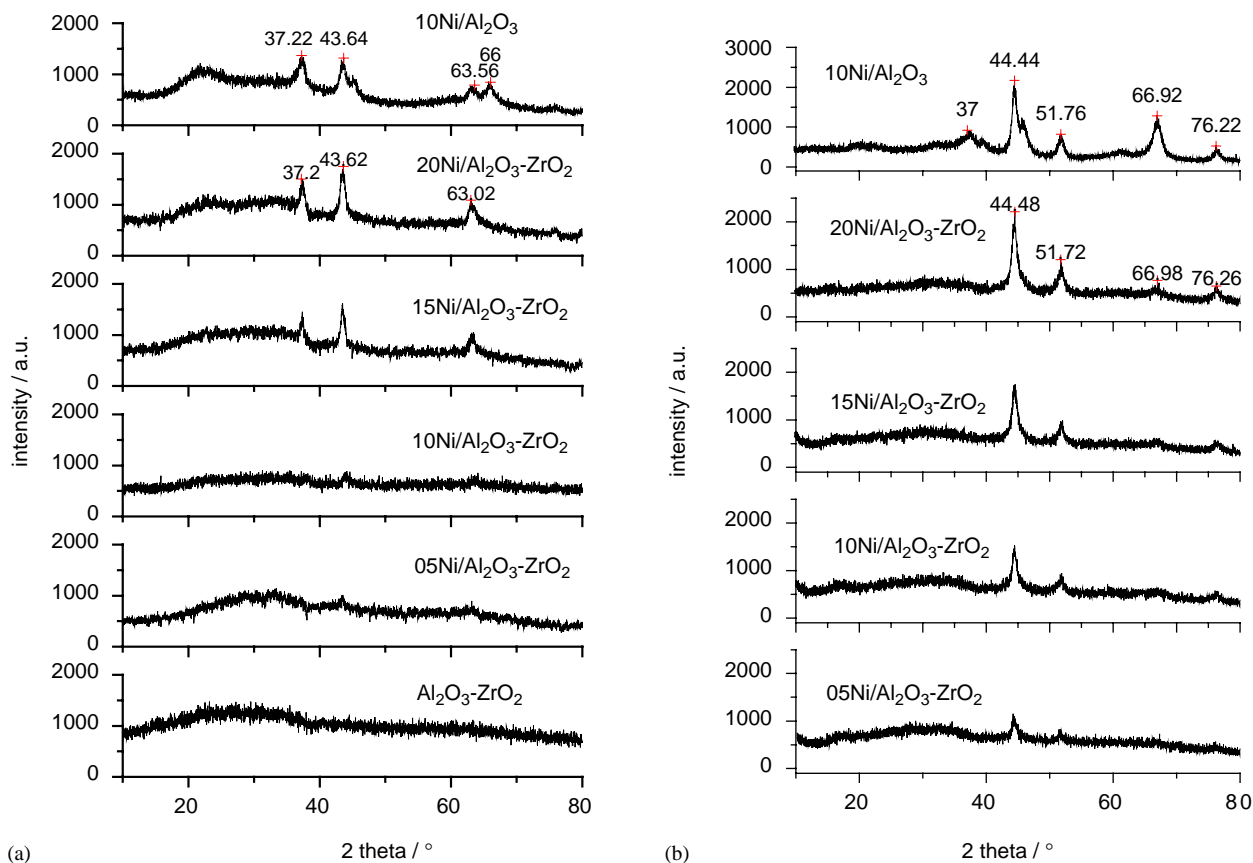 2000
1000
0
10Ni/Al₂O₃
37.22
43.64
63.56
66
2000
1000
0
20Ni/Al₂O₃-ZrO₂
37.2
43.62
63.02
2000
1000
0
15Ni/Al₂O₃-ZrO₂
20 40 60 80
2000
1000
0
10Ni/Al₂O₃-ZrO₂
2000
1000
0
05Ni/Al₂O₃-ZrO₂
2000
1000
0
Al₂O₃-ZrO₂
20 40 60 80
intensity / a.u.
2 theta / °
(a)
3000
2000
1000
0
10Ni/Al₂O₃
37
44.44
51.76
66.92
76.22
2000
1000
0
20Ni/Al₂O₃-ZrO₂
44.48
51.72
66.98
76.26
2000
1000
0
15Ni/Al₂O₃-ZrO₂
2000
1000
0
10Ni/Al₂O₃-ZrO₂
2000
1000
0
05Ni/Al₂O₃-ZrO₂
20 40 60 80
intensity / a.u.
2 theta / °
(b)